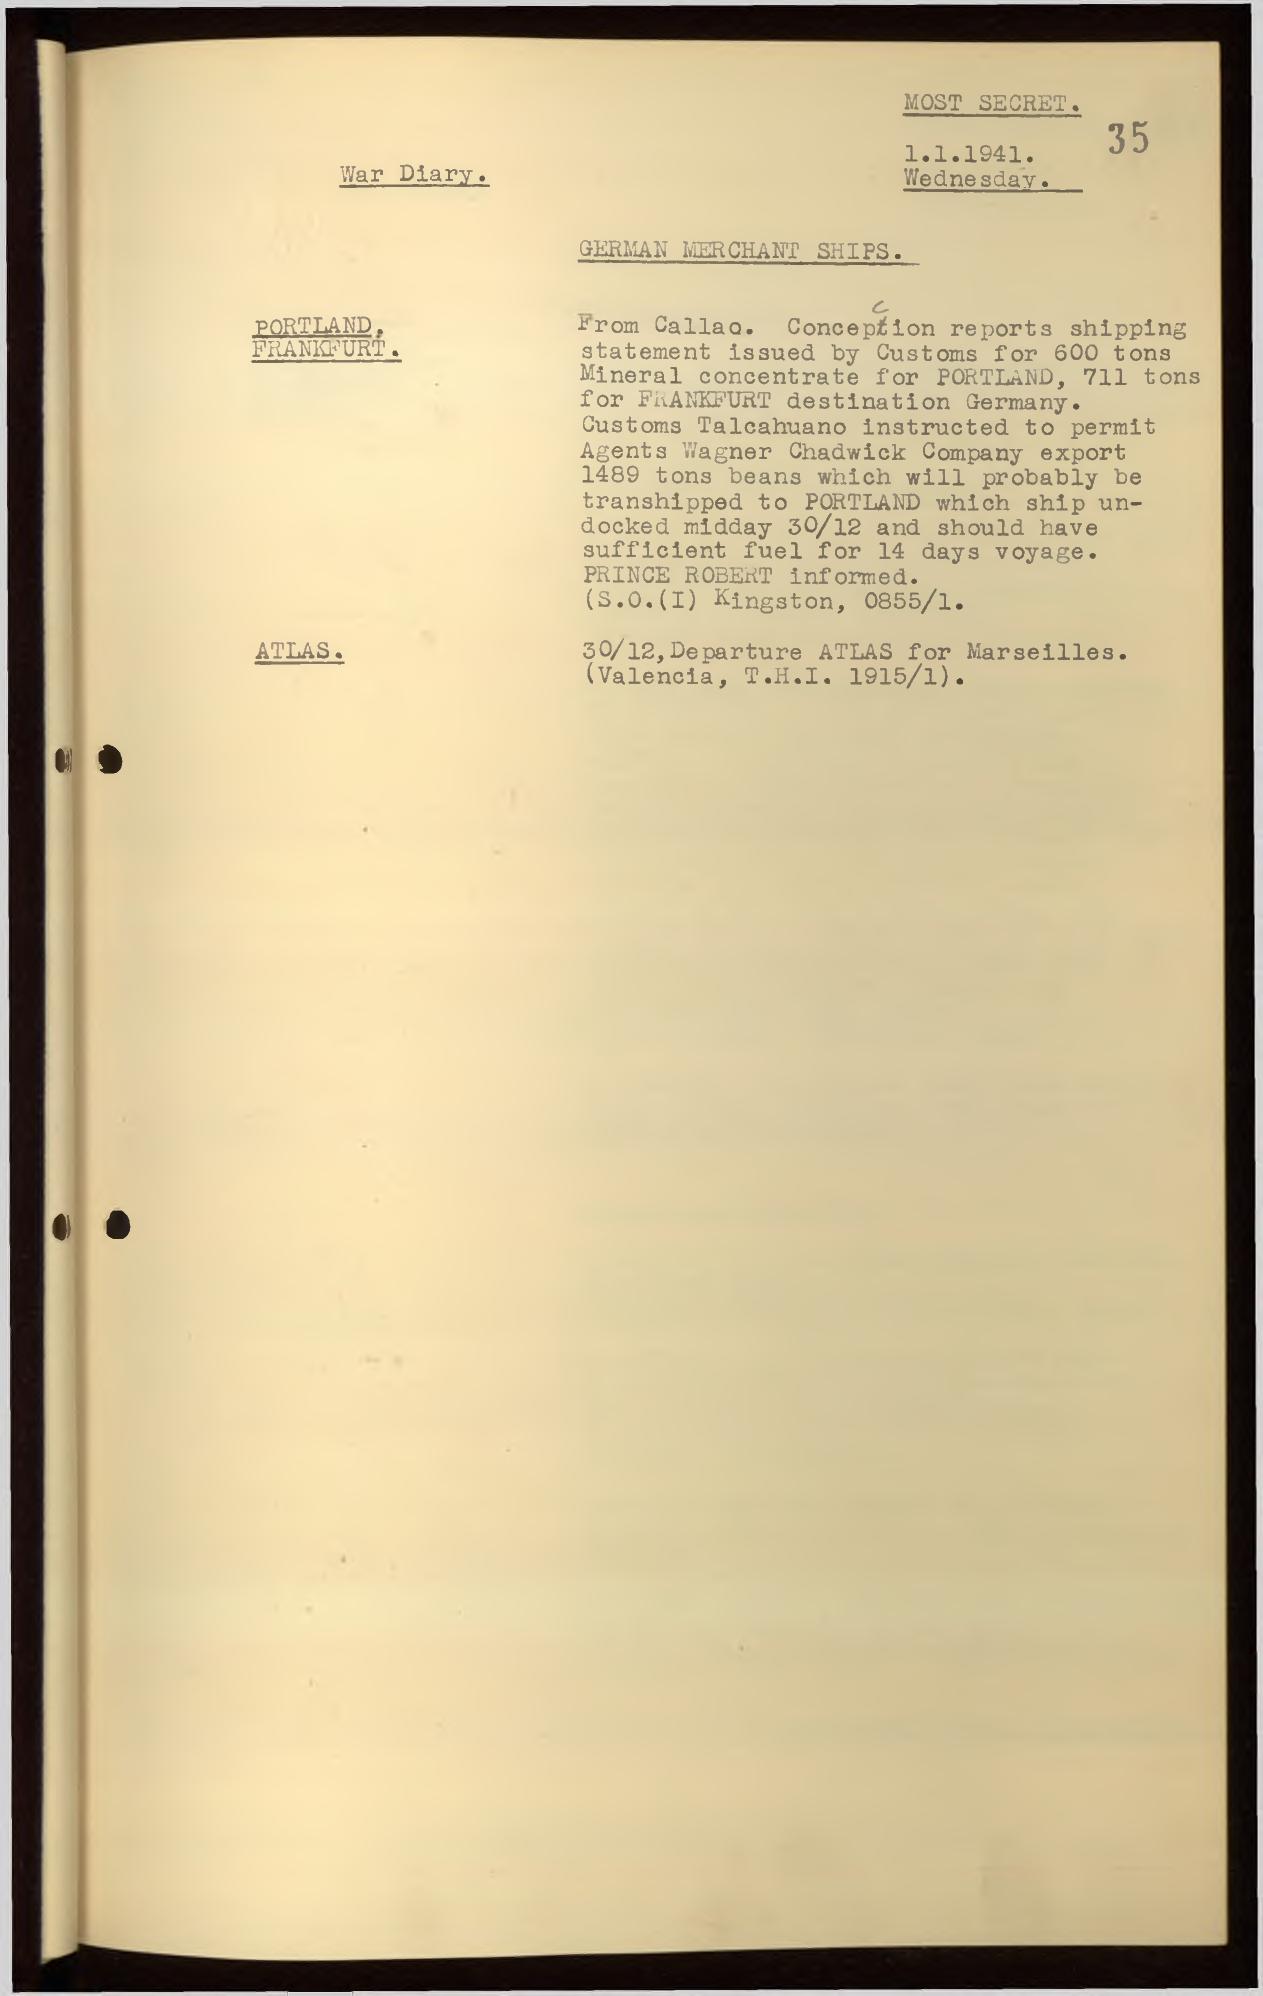 MOST SECRET.
35
1.1.1941.
War Diary.
Wednesday.
GERMAN MERCHANT SHIPS.
PORTLAND.
FRANKFURT.
c
From Callao. Conception reports shipping
statement issued by Customs for 600 tons
Mineral concentrate for PORTLAND, 711 tons
for FRANKFURT destination Germany.
Customs Talcahuano instructed to permit
Agents Wagner Chadwick Company export
1489 tons beans which will probably be
transhipped to PORTLAND which ship un-
docked midday 30/12 and should have
sufficient fuel for 14 days voyage.
PRINCE ROBERT informed.
(S.O.(I) Kingston, 0855/1.
ATLAS.
30/12, Departure ATLAS for Marseilles.
(Valencia, T.H.I. 1915/1).